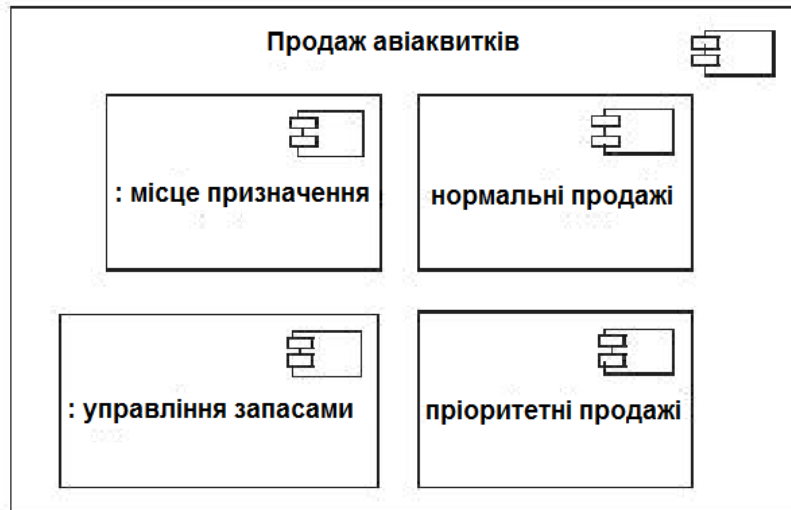 Продаж авіаквитків
: місце призначення
нормальні продажі
: управління запасами
пріоритетні продажі